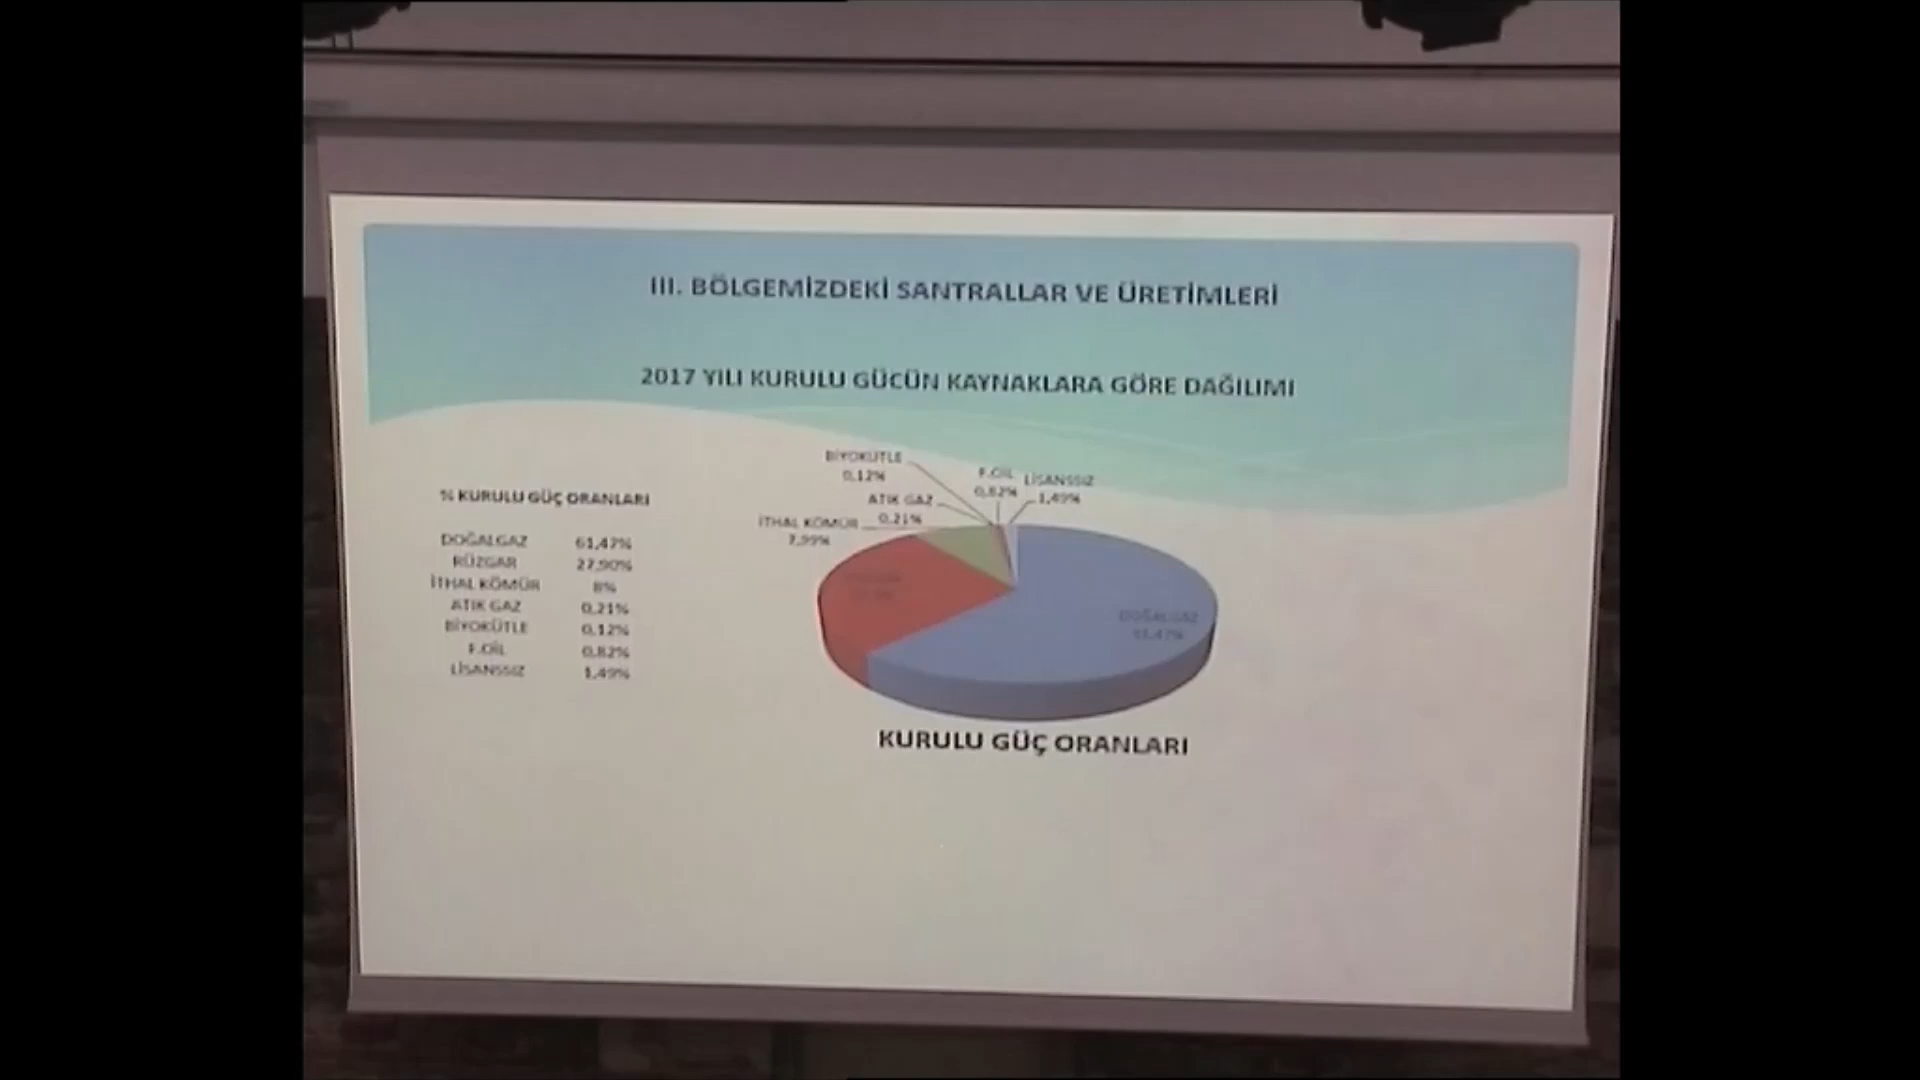 III. BÖLGEMİZDEKİ SANTRALLAR VE ÜRETİMLERİ
2017 YILI KURULU GÜCÜN KAYNAKLARA GÖRE DAĞILIMI
% KURULU GÜÇ ORANLARI
DOĞALGAZ 61,47%
RÜZGAR 27,90%
İTHAL KÖMÜR 8%
ATIK GAZ 0,21%
BİYOKÜTLE 0,12%
F.OİL 0,82%
LİSANSSIZ 1,49%
BİYOKÜTLE
0,12%
F.OİL
0,82%
LİSANSSIZ
1,49%
ATIK GAZ
0,21%
İTHAL KÖMÜR
7,99%
DOĞALGAZ
61,47%
KURULU GÜÇ ORANLARI